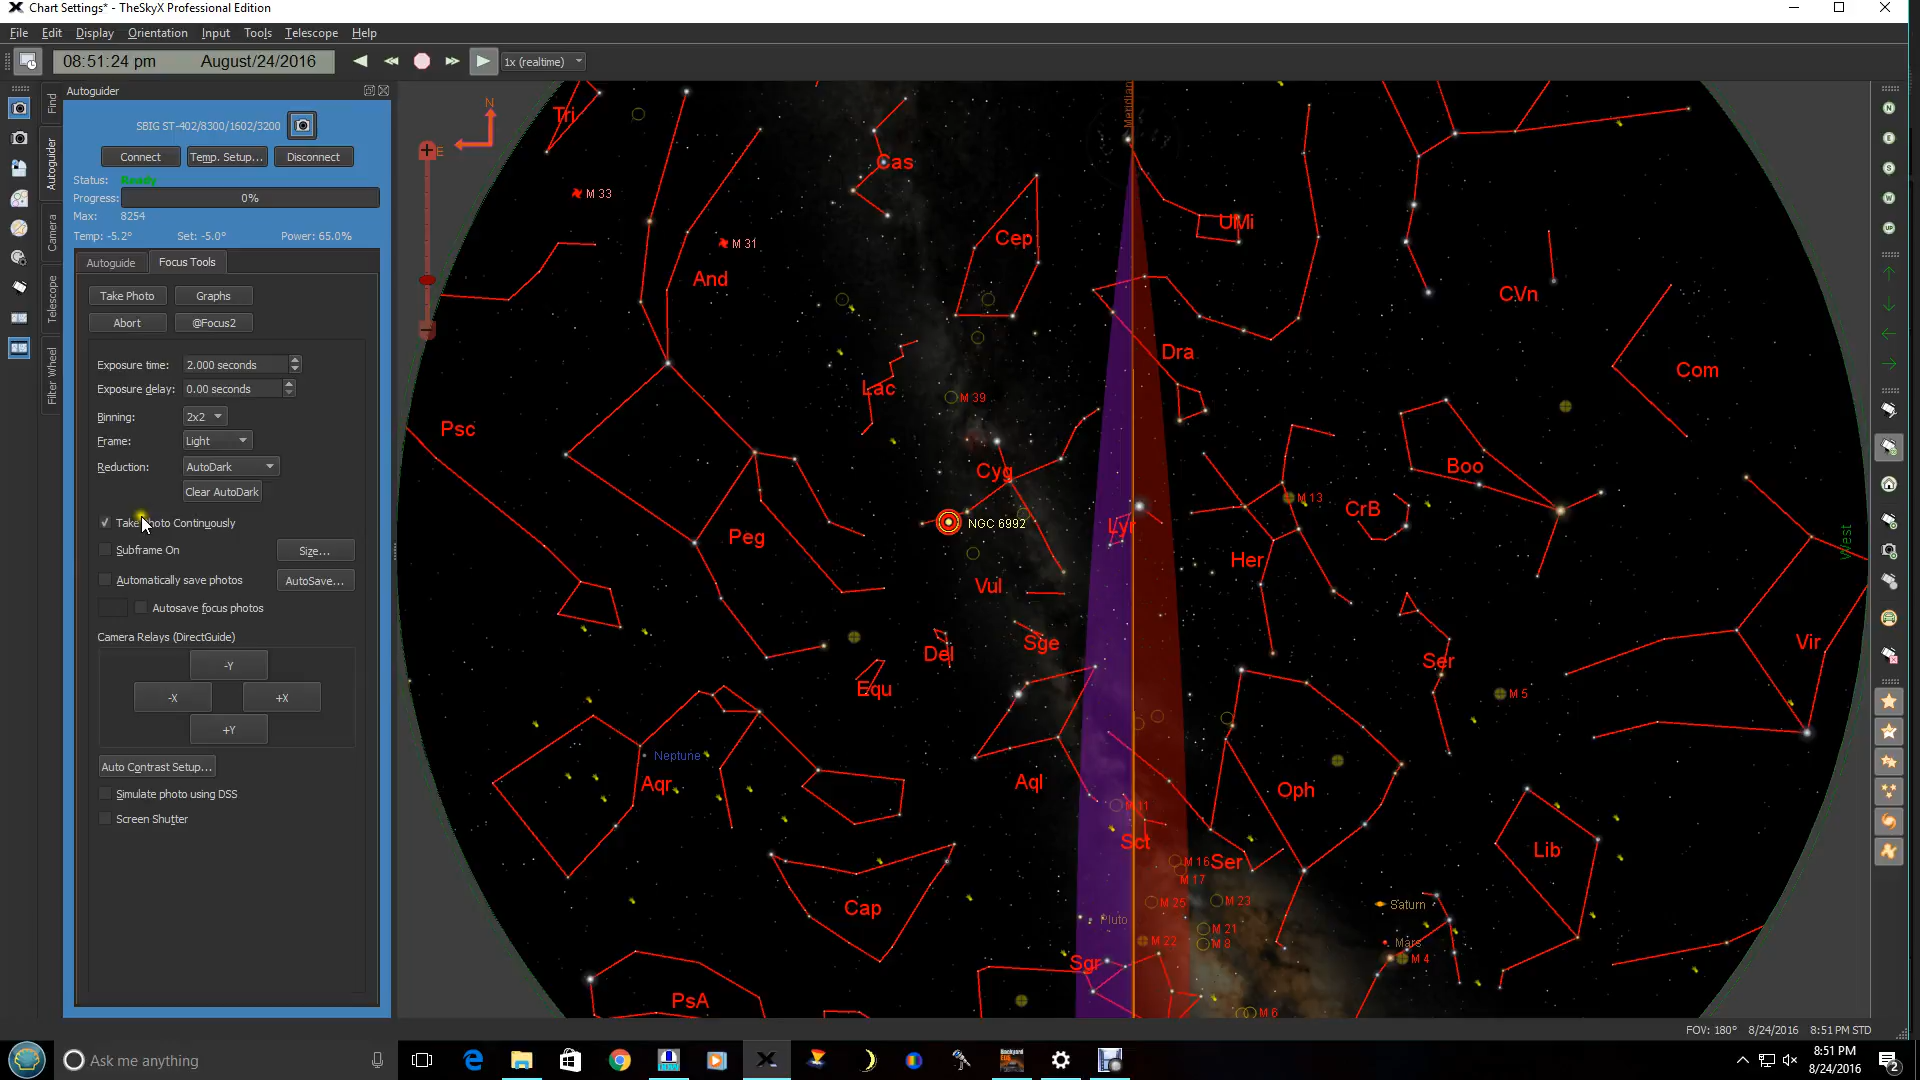 Chart Settings* - TheSkyX Professional Edition
File Edit Display Orientation Input Tools Telescope Help
08:51:24 pm August/24/2016 1x (realtime)
Autoguider
Find
Autoguider
Camera
Telescope
Filter Wheel
SBIG ST-402/8300/1602/3200
Connect Temp. Setup... Disconnect
Status: Ready
Progress: 0%
Max: 8254
Temp: -5.2° Set: -5.0° Power: 65.0%
Autoguide Focus Tools
Take Photo Graphs
Abort @Focus2
Exposure time: 2.000 seconds
Exposure delay: 0.00 seconds
Binning: 2x2
Frame: Light
Reduction: AutoDark
Clear AutoDark
Take Photo Continuously
Subframe On Size...
Automatically save photos AutoSave...
Autosave focus photos
Camera Relays (DirectGuide)
-Y
-X +X
+Y
Auto Contrast Setup...
Simulate photo using DSS
Screen Shutter
N
E
Meridian
Tri
Cas
M 33
UMi
Cep
M 31
And
CVn
Dra
Com
Lac
M 39
Psc
Cyg
Boo
M 13
CrB
NGC 6992
Lyr
Peg
West
Her
Vul
Sge
Vir
Del
Ser
Equ
M 5
Neptune
Aqr
Aql
Oph
M 11
Sct
Lib
M 16
Ser
M 17
M 25
M 23
Saturn
Cap
Pluto
M 21
M 22
M 8
Mars
M 4
Sgr
PsA
M 6
N
E
S
W
UP
FOV: 180° 8/24/2016 8:51 PM STD
Ask me anything
8:51 PM
8/24/2016
2